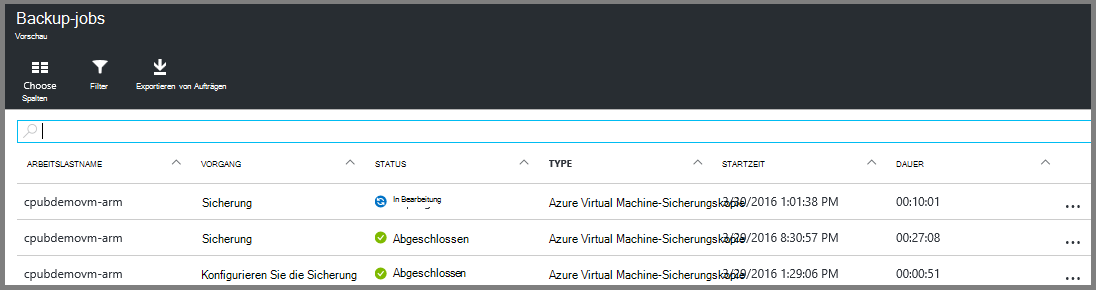 Backup-jobs
Vorschau
Choose Spalten Filter Exportieren von Aufträgen
ARBEITSLASTNAME VORGANG STATUS TYPE STARTZEIT DAUER
cpubdemovm-arm Sicherung In Bearbeitung Azure Virtual Machine-Sicherungskopie 3/30/2016 1:01:38 PM 00:10:01 ...
cpubdemovm-arm Sicherung Abgeschlossen Azure Virtual Machine-Sicherungskopie 3/29/2016 8:30:57 PM 00:27:08 ...
cpubdemovm-arm Konfigurieren Sie die Sicherung Abgeschlossen Azure Virtual Machine-Sicherungskopie 3/29/2016 1:29:06 PM 00:00:51 ...